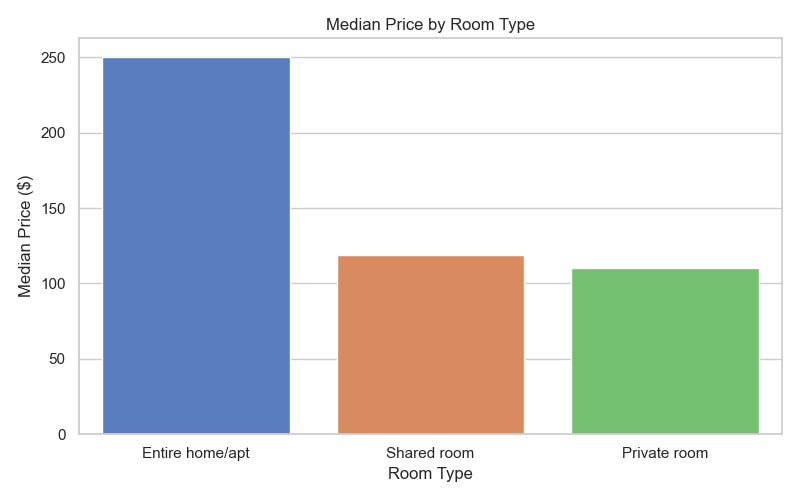 Median Price by Room Type
Median Price ($)
250
200
150
100
50
0
Entire home/apt
Shared room
Private room
Room Type